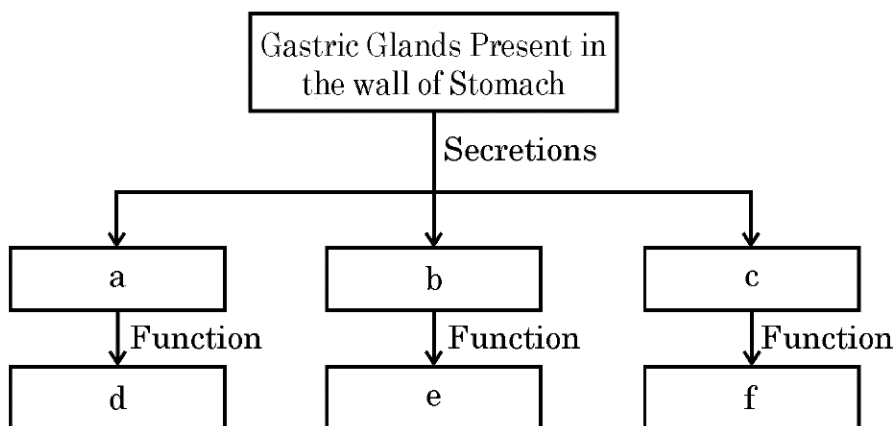 Gastric Glands Present in
the wall of Stomach
Secretions
a
b
c
Function
Function
Function
d
e
f